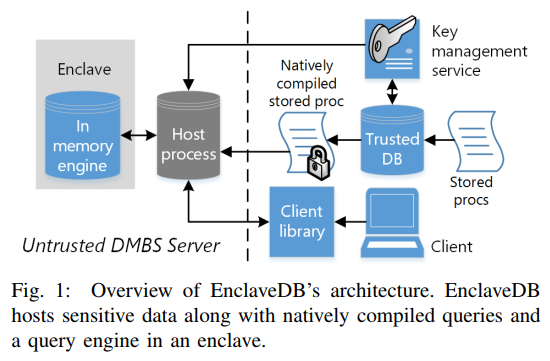 Enclave
In
memory
engine
Host
process
Natively
compiled
stored proc
Key
management
service
Trusted
DB
Stored
procs
Client
library
Client
Untrusted DMBS Server
Fig. 1: Overview of EnclaveDB's architecture. EnclaveDB
hosts sensitive data along with natively compiled queries and
a query engine in an enclave.